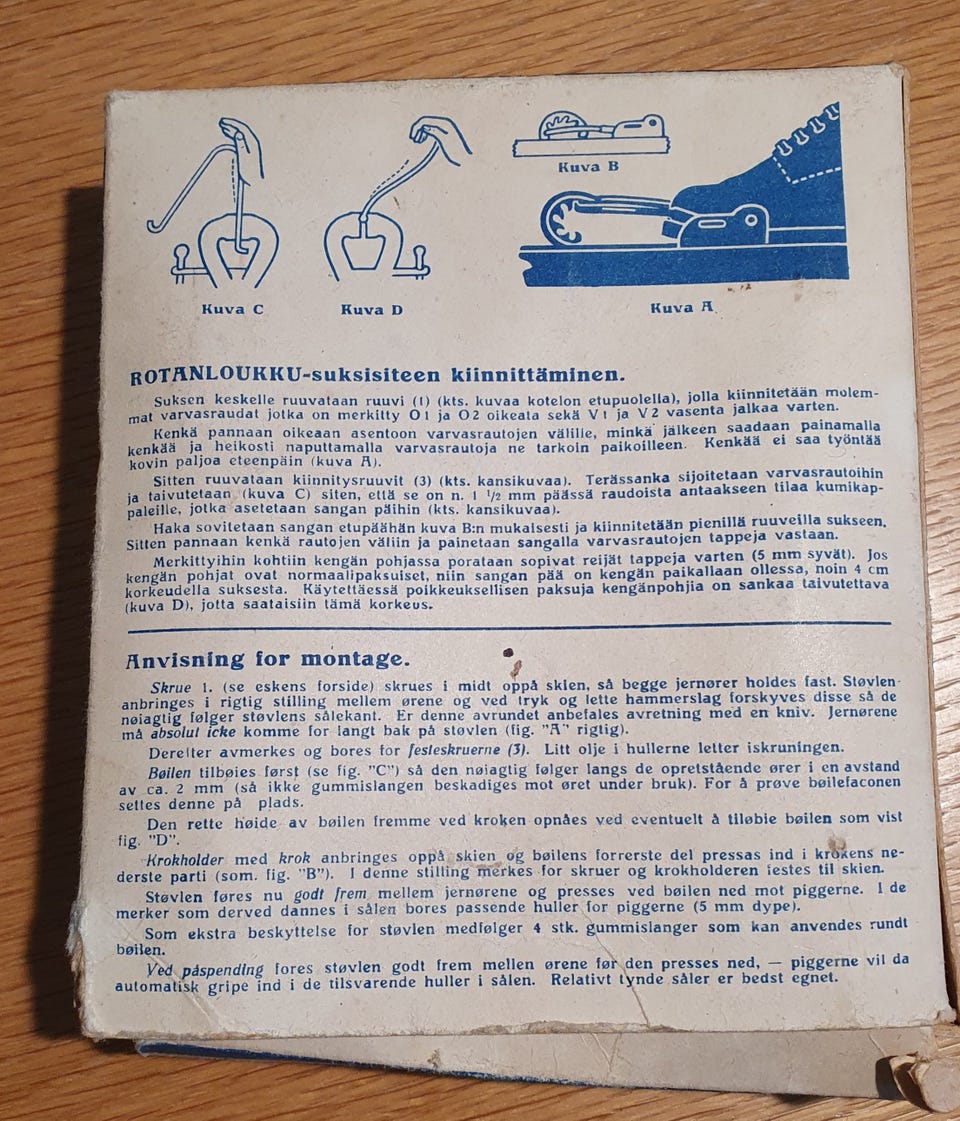 Kuva B
Kuva C
Kuva D
Kuva A
ROTANLOUKKU-suksisiteen kiinnittäminen.
Suksen keskelle ruuvataan ruuvi (1) (kts. kuvaa kotelon etupuolella), jolla kiinnitetään molem-
mat varvasraudat jotka on merkitty O1 ja O2 oikeata sekä V1 ja V2 vasenta jalkaa varten.
Kenkä pannaan oikeaan asentoon varvasrautojen välille, minkä jälkeen saadaan painamalla
kenkää ja heikosti naputtamalla varvasrautoja ne tarkoin paikoilleen. Kenkää ei saa työntää
kovin paljoa eteenpäin (kuva A).
Sitten ruuvataan kiinnitysruuvit (3) (kts. kansikuvaa). Terässanka sijoitetaan varvasrautoihin
ja taivutetaan (kuva C) siten, että se on n. 1 1/2 mm päässä raudoista antaakseen tilaa kumikap-
paleille, jotka asetetaan sangan päihin (kts. kansikuvaa).
Haka sovitetaan sangan etupäähän kuva B:n mukalsesti ja kiinnitetään pienillä ruuveilla sukseen.
Sitten pannaan kenkä rautojen väliin ja painetaan sangalla varvasrautojen tappeja vastaan.
Merkittyihin kohtiin kengän pohjassa porataan sopivat reijät tappeja varten (5 mm syvät). Jos
kengän pohjat ovat normaalipaksuiset, niin sangan pää on kengän paikallaan ollessa, noin 4 cm
korkeudella suksesta. Käytettäessä poikkeuksellisen paksuja kengänpohjia on sankaa taivutettava
(kuva D), jotta saataisiin tämä korkeus.
Anvisning for montage.
Skrue 1. (se eskens forside) skrues i midt oppå skien, så begge jernører holdes fast. Støvlen
anbringes i rigtig stilling mellem ørene og ved tryk og lette hammerslag forskyves disse så de
nøiagtig følger støvlens sålekant. Er denne avrundet anbefales avretning med en kniv. Jernørene
må absolut icke komme for langt bak på støvlen (fig. "A" rigtig).
Derefter avmerkes og bores for festeskruerne (3). Litt olje i hullerne letter iskruningen.
Bøilen tilbøies først (se fig. "C") så den nøiagtig følger langs de opretstående ører i en avstand
av ca. 2 mm (så ikke gummislangen beskadiges mot øret under bruk). For å prøve bøilefaconen
settes denne på plads.
Den rette høide av bøilen fremme ved kroken opnåes ved eventuelt å tiløbie bøilen som vist
fig. "D".
Krokholder med krok anbringes oppå skien og bøilens forrerste del pressas ind i krokens ne-
derste parti (som. fig. "B"). I denne stilling merkes for skruer og krokholderen festes til skien.
Støvlen føres nu godt frem mellem jernørene og presses ved bøilen ned mot piggerne. I de
merker som derved dannes i sålen bores passende huller for piggerne (5 mm dype).
Som ekstra beskyttelse for støvlen medfølger 4 stk. gummislanger som kan anvendes rundt
bøilen.
Ved påspending fores støvlen godt frem mellen ørene før den presses ned, — piggerne vil da
automatisk gripe ind i de tilsvarende huller i sålen. Relativt tynde såler er bedst egnet.